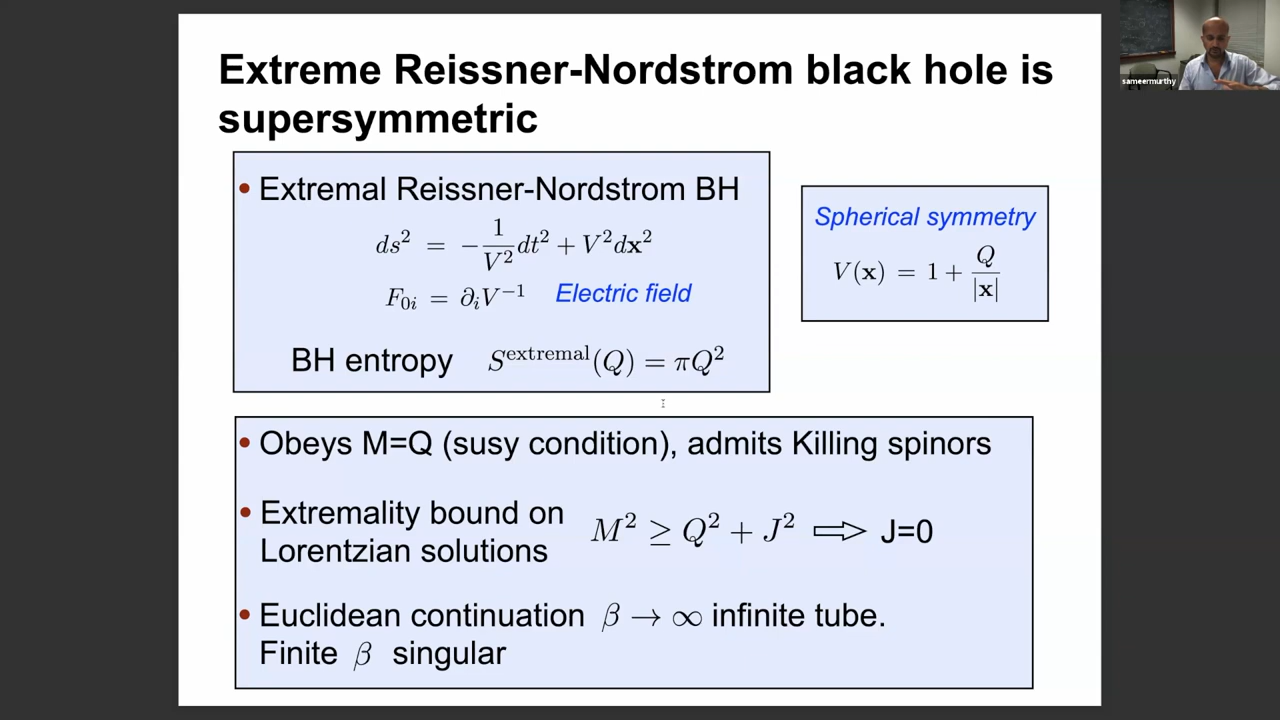 Extreme Reissner-Nordstrom black hole is
supersymmetric
• Extremal Reissner-Nordstrom BH
ds² = −1/V² dt² + V² d𝐱²
F₀ᵢ = ∂ᵢV⁻¹ Electric field
BH entropy S^extremal(Q) = πQ²
Spherical symmetry
V(𝐱) = 1 + Q/|𝐱|
• Obeys M=Q (susy condition), admits Killing spinors
• Extremality bound on
Lorentzian solutions M² ≥ Q² + J² ⟹ J=0
• Euclidean continuation β → ∞ infinite tube.
Finite β singular
sameermurthy